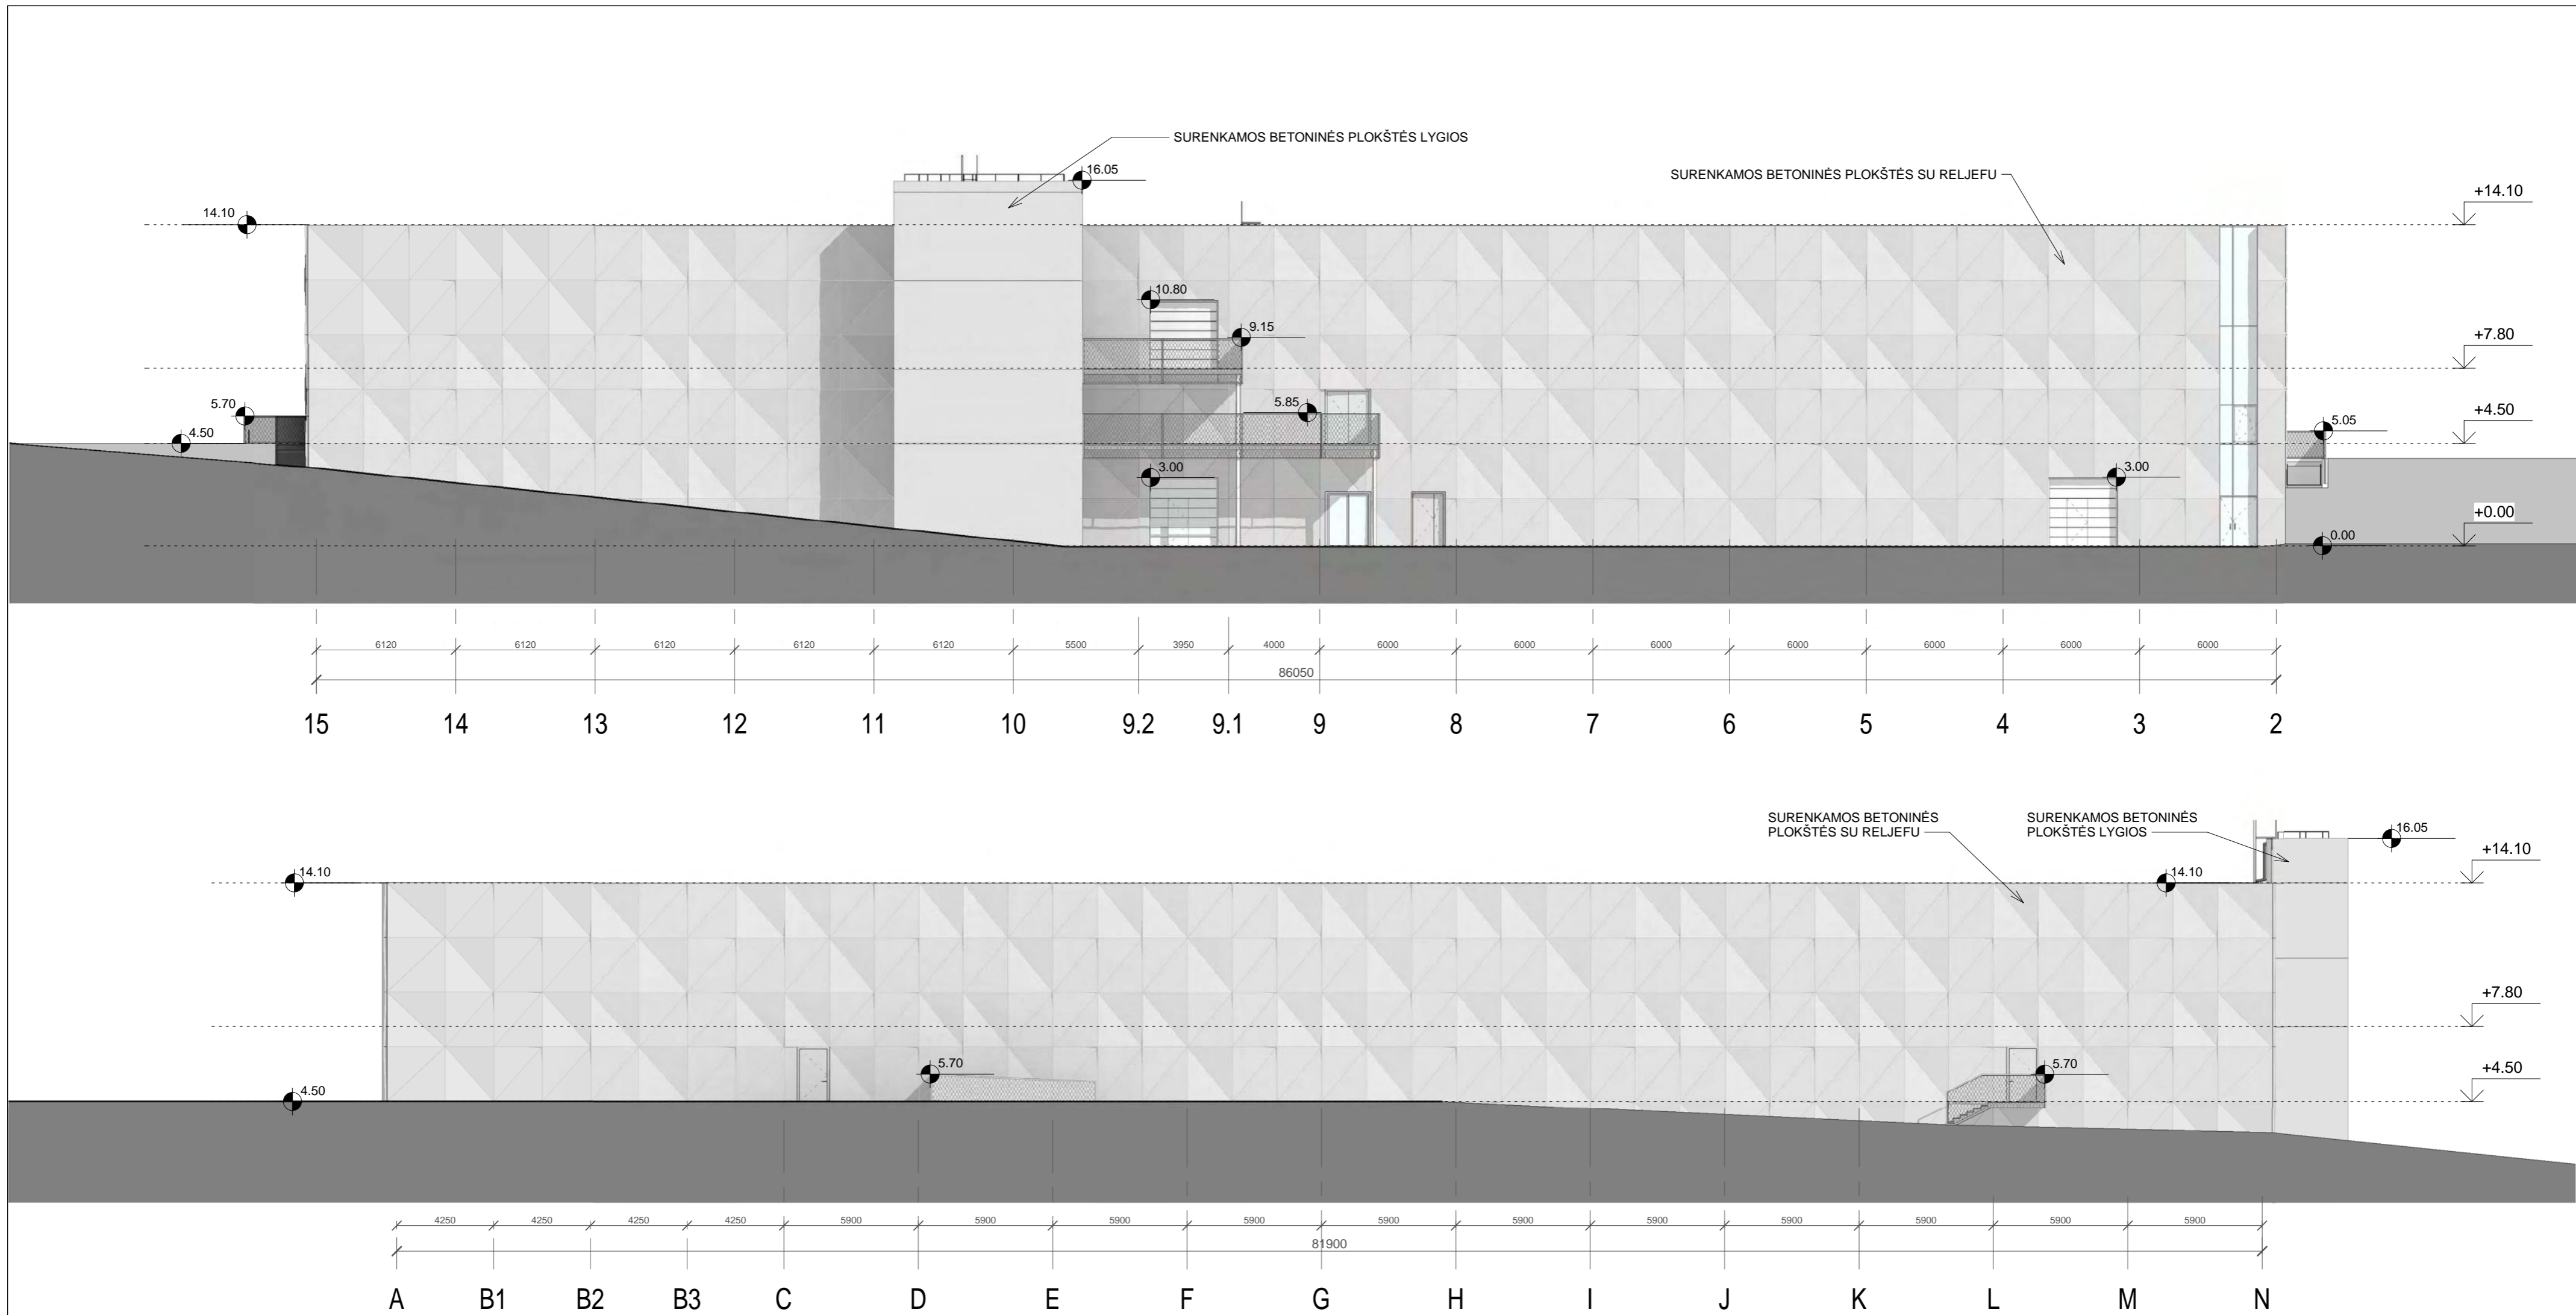 SURENKAMOS BETONINĖS PLOKŠTĖS LYGIOS
16.05
SURENKAMOS BETONINĖS PLOKŠTĖS SU RELJEFU
+14.10
14.10
10.80
9.15
+7.80
5.70
5.85
4.50
+4.50
5.05
3.00
3.00
+0.00
0.00
6120 6120 6120 6120 6120 5500 3950 4000 6000 6000 6000 6000 6000 6000 6000
86050
15 14 13 12 11 10 9.2 9.1 9 8 7 6 5 4 3 2
SURENKAMOS BETONINĖS
PLOKŠTĖS SU RELJEFU
SURENKAMOS BETONINĖS
PLOKŠTĖS LYGIOS
16.05
+14.10
14.10
14.10
+7.80
5.70
5.70
+4.50
4.50
4250 4250 4250 4250 5900 5900 5900 5900 5900 5900 5900 5900 5900 5900 5900
81900
A B1 B2 B3 C D E F G H I J K L M N